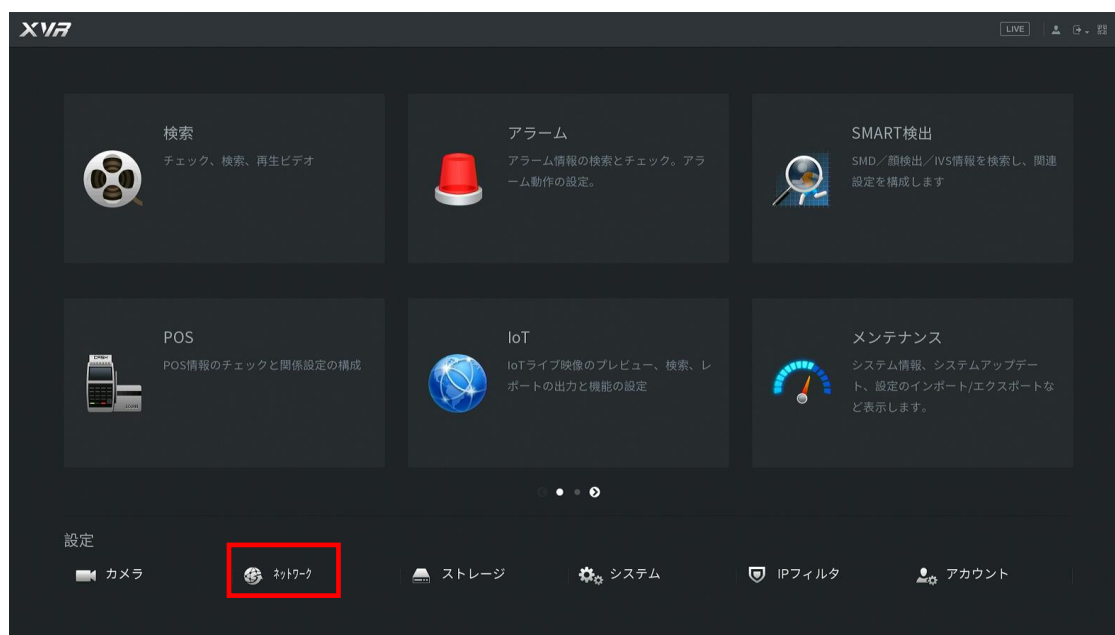 XVR
LIVE
検索
チェック、検索、再生ビデオ
アラーム
アラーム情報の検索とチェック。アラ
ーム動作の設定。
SMART検出
SMD／顔検出／IVS情報を検索し、関連
設定を構成します
POS
POS情報のチェックと関係設定の構成
IoT
IoTライブ映像のプレビュー、検索、レ
ポートの出力と機能の設定
メンテナンス
システム情報、システムアップデー
ト、設定のインポート/エクスポートな
ど表示します。
設定
カメラ
ﾈｯﾄﾜｰｸ
ストレージ
システム
IPフィルタ
アカウント